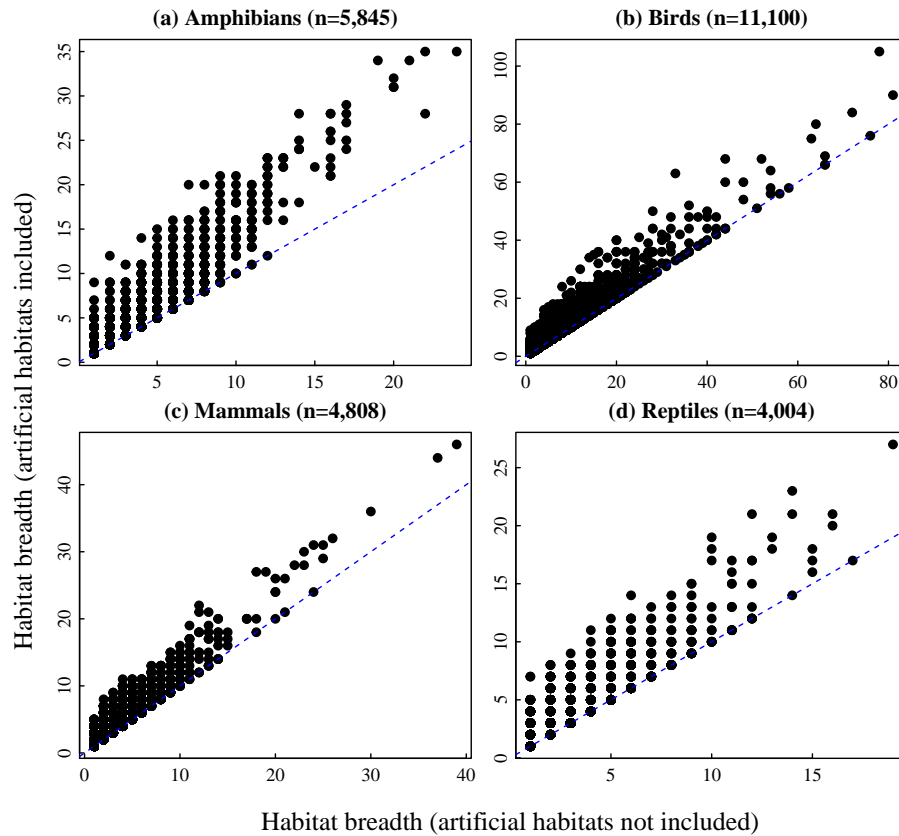 (a) Amphibians (n=5,845)
(b) Birds (n=11,100)
0 5 10 15 20 25 30 35
5 10 15 20
0 20 40 60 80 100
0 20 40 60 80
(c) Mammals (n=4,808)
(d) Reptiles (n=4,004)
0 10 20 30 40
0 10 20 30 40
0 5 10 15 20 25
5 10 15
Habitat breadth (artificial habitats included)
Habitat breadth (artificial habitats not included)